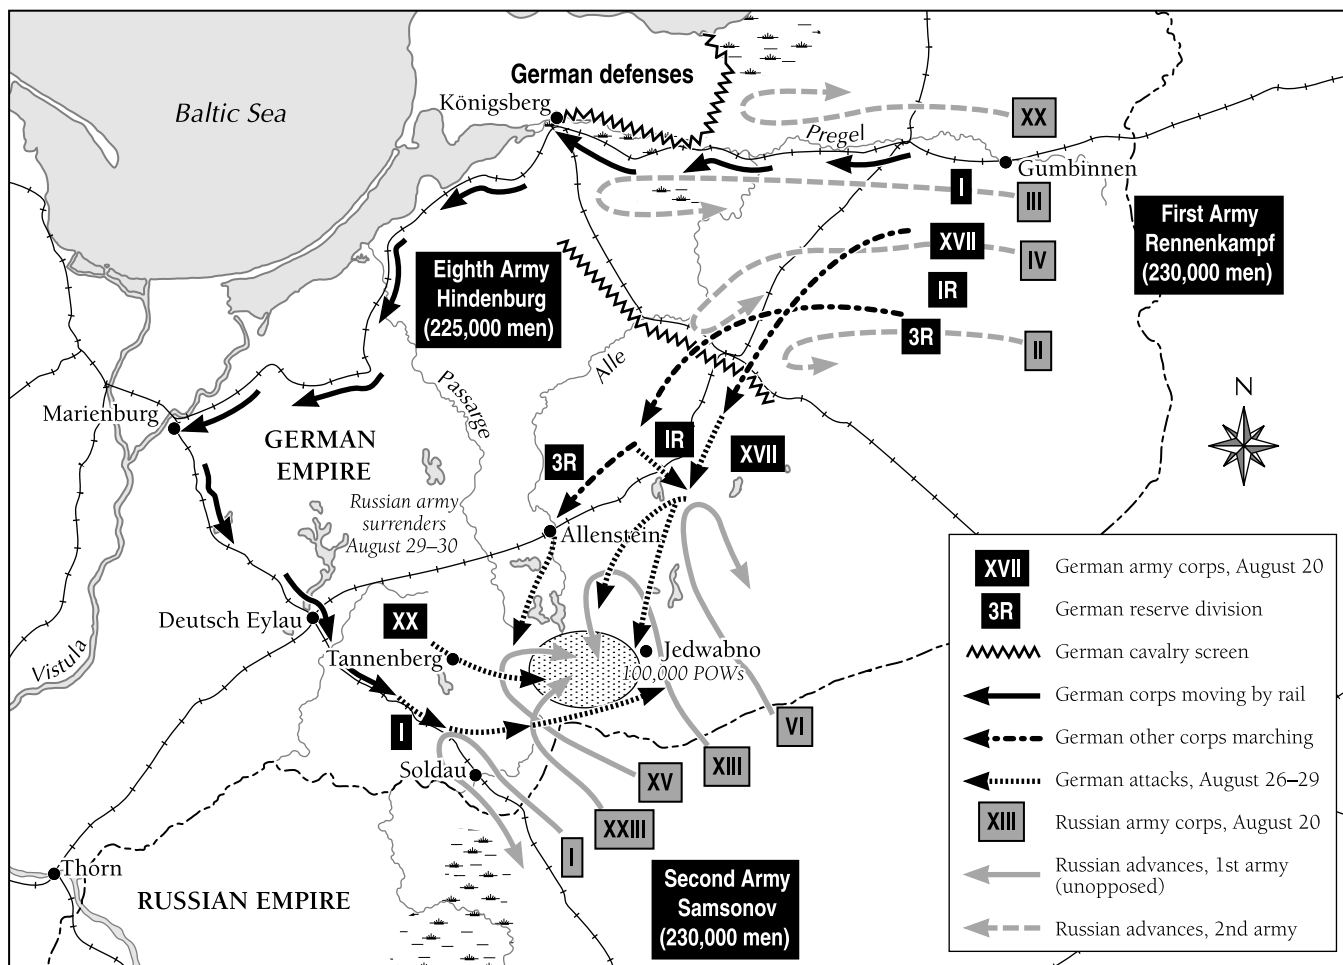 German defenses
Baltic Sea
Königsberg
XX
Pregel
Gumbinnen
I
III
First Army
Rennenkampf
(230,000 men)
XVII
IV
Eighth Army
Hindenburg
(225,000 men)
IR
3R
II
Alle
Passarge
N
Marienburg
GERMAN
EMPIRE
IR
XVII
3R
Russian army
surrenders
August 29–30
Allenstein
Deutsch Eylau
XX
Vistula
Tannenberg
Jedwabno
100,000 POWs
I
VI
XIII
Soldau
XV
XXIII
I
Thorn
RUSSIAN EMPIRE
Second Army
Samsonov
(230,000 men)
XVII German army corps, August 20
3R German reserve division
German cavalry screen
German corps moving by rail
German other corps marching
German attacks, August 26–29
XIII Russian army corps, August 20
Russian advances, 1st army
(unopposed)
Russian advances, 2nd army